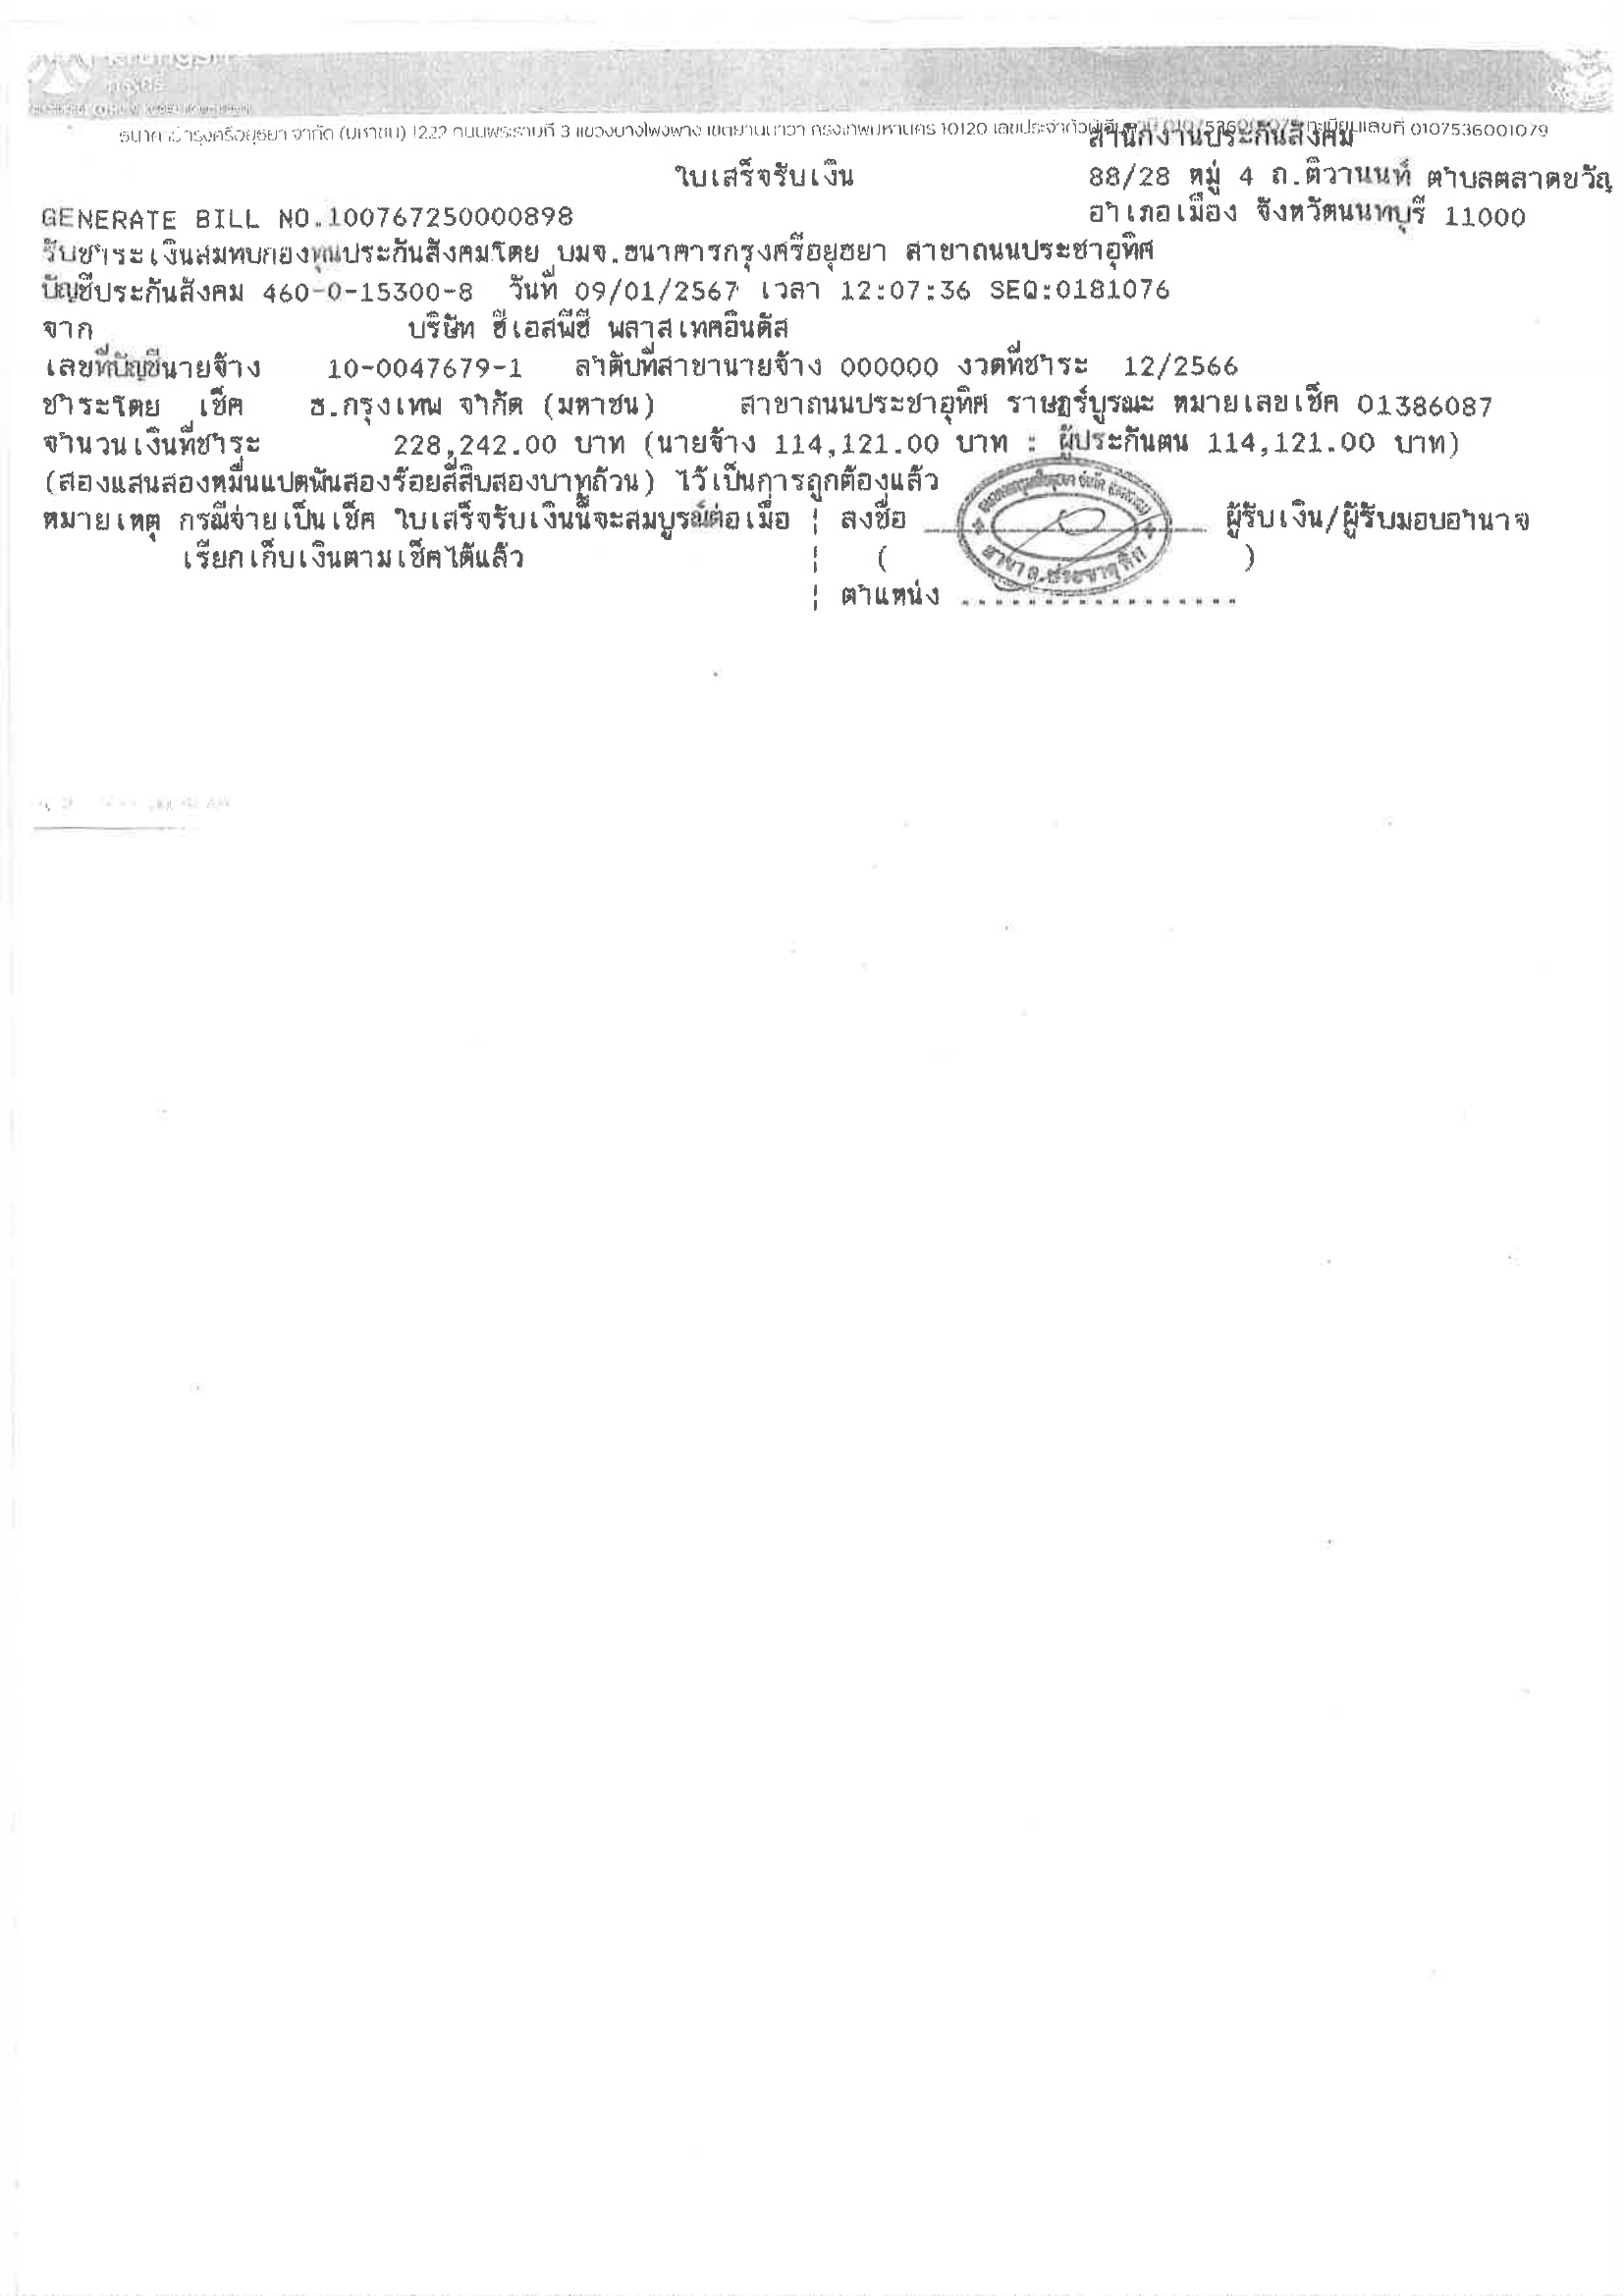 krungsri
กรุงศรี
ธนาคารกรุงศรีอยุธยา จำกัด (มหาชน) 1222 ถนนพระรามที่ 3 แขวงบางโพงพาง เขตยานนาวา กรุงเทพมหานคร 10120 เลขประจำตัวผู้เสียภาษี 0107536001079 ทะเบียนเลขที่ 0107536001079
สำนักงานประกันสังคม
ใบเสร็จรับเงิน 88/28 หมู่ 4 ถ.ติวานนท์ ตำบลตลาดขวัญ
GENERATE BILL NO.100767250000898 อำเภอเมือง จังหวัดนนทบุรี 11000
รับชำระเงินสมทบกองทุนประกันสังคมโดย บมจ.ธนาคารกรุงศรีอยุธยา สาขาถนนประชาอุทิศ
บัญชีประกันสังคม 460-0-15300-8 วันที่ 09/01/2567 เวลา 12:07:36 SEQ:0181076
จาก บริษัท ฮีเอสพีซี พลาสเทคอินดัส
เลขที่บัญชีนายจ้าง 10-0047679-1 ลำดับที่สาขานายจ้าง 000000 งวดที่ชำระ 12/2566
ชำระโดย เช็ค ธ.กรุงเทพ จำกัด (มหาชน) สาขาถนนประชาอุทิศ ราษฎร์บูรณะ หมายเลขเช็ค 01386087
จำนวนเงินที่ชำระ 228,242.00 บาท (นายจ้าง 114,121.00 บาท : ผู้ประกันตน 114,121.00 บาท)
(สองแสนสองหมื่นแปดพันสองร้อยสี่สิบสองบาทถ้วน) ไว้เป็นการถูกต้องแล้ว
หมายเหตุ กรณีจ่ายเป็นเช็ค ใบเสร็จรับเงินนี้จะสมบูรณ์ต่อเมื่อ ¦ ลงชื่อ ผู้รับเงิน/ผู้รับมอบอำนาจ
เรียกเก็บเงินตามเช็คได้แล้ว ¦ ( )
สาขา ถ.ประชาอุทิศ
¦ ตำแหน่ง .................